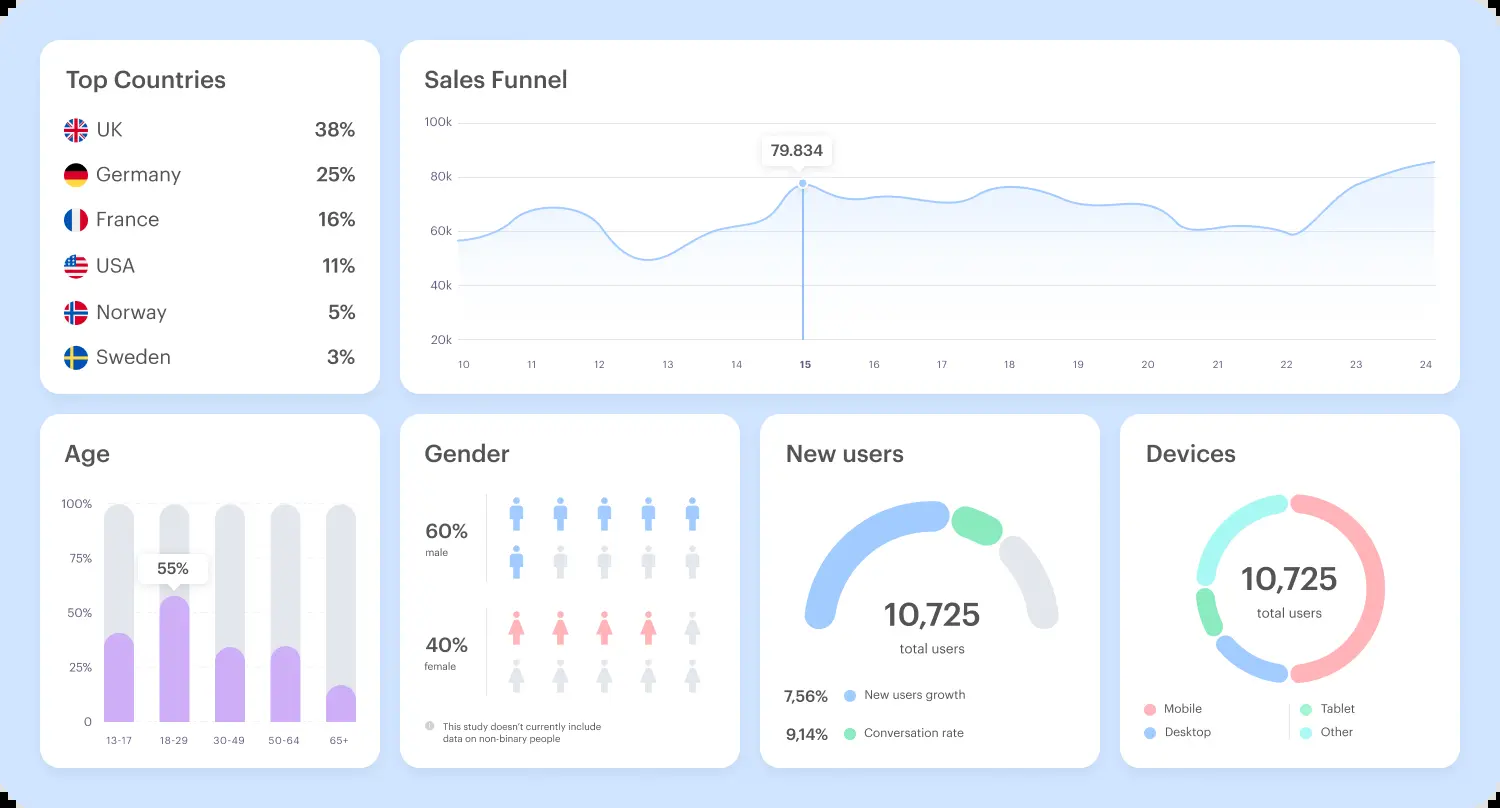 Top Countries
UK 38%
Germany 25%
France 16%
USA 11%
Norway 5%
Sweden 3%
Sales Funnel
100k
80k
60k
40k
20k
79.834
10 11 12 13 14 15 16 17 18 19 20 21 22 23 24
Age
100%
75%
50%
25%
0
55%
13-17 18-29 30-49 50-64 65+
Gender
60%
male
40%
female
This study doesn't currently include
data on non-binary people
New users
10,725
total users
7,56% New users growth
9,14% Conversation rate
Devices
10,725
total users
Mobile Tablet
Desktop Other